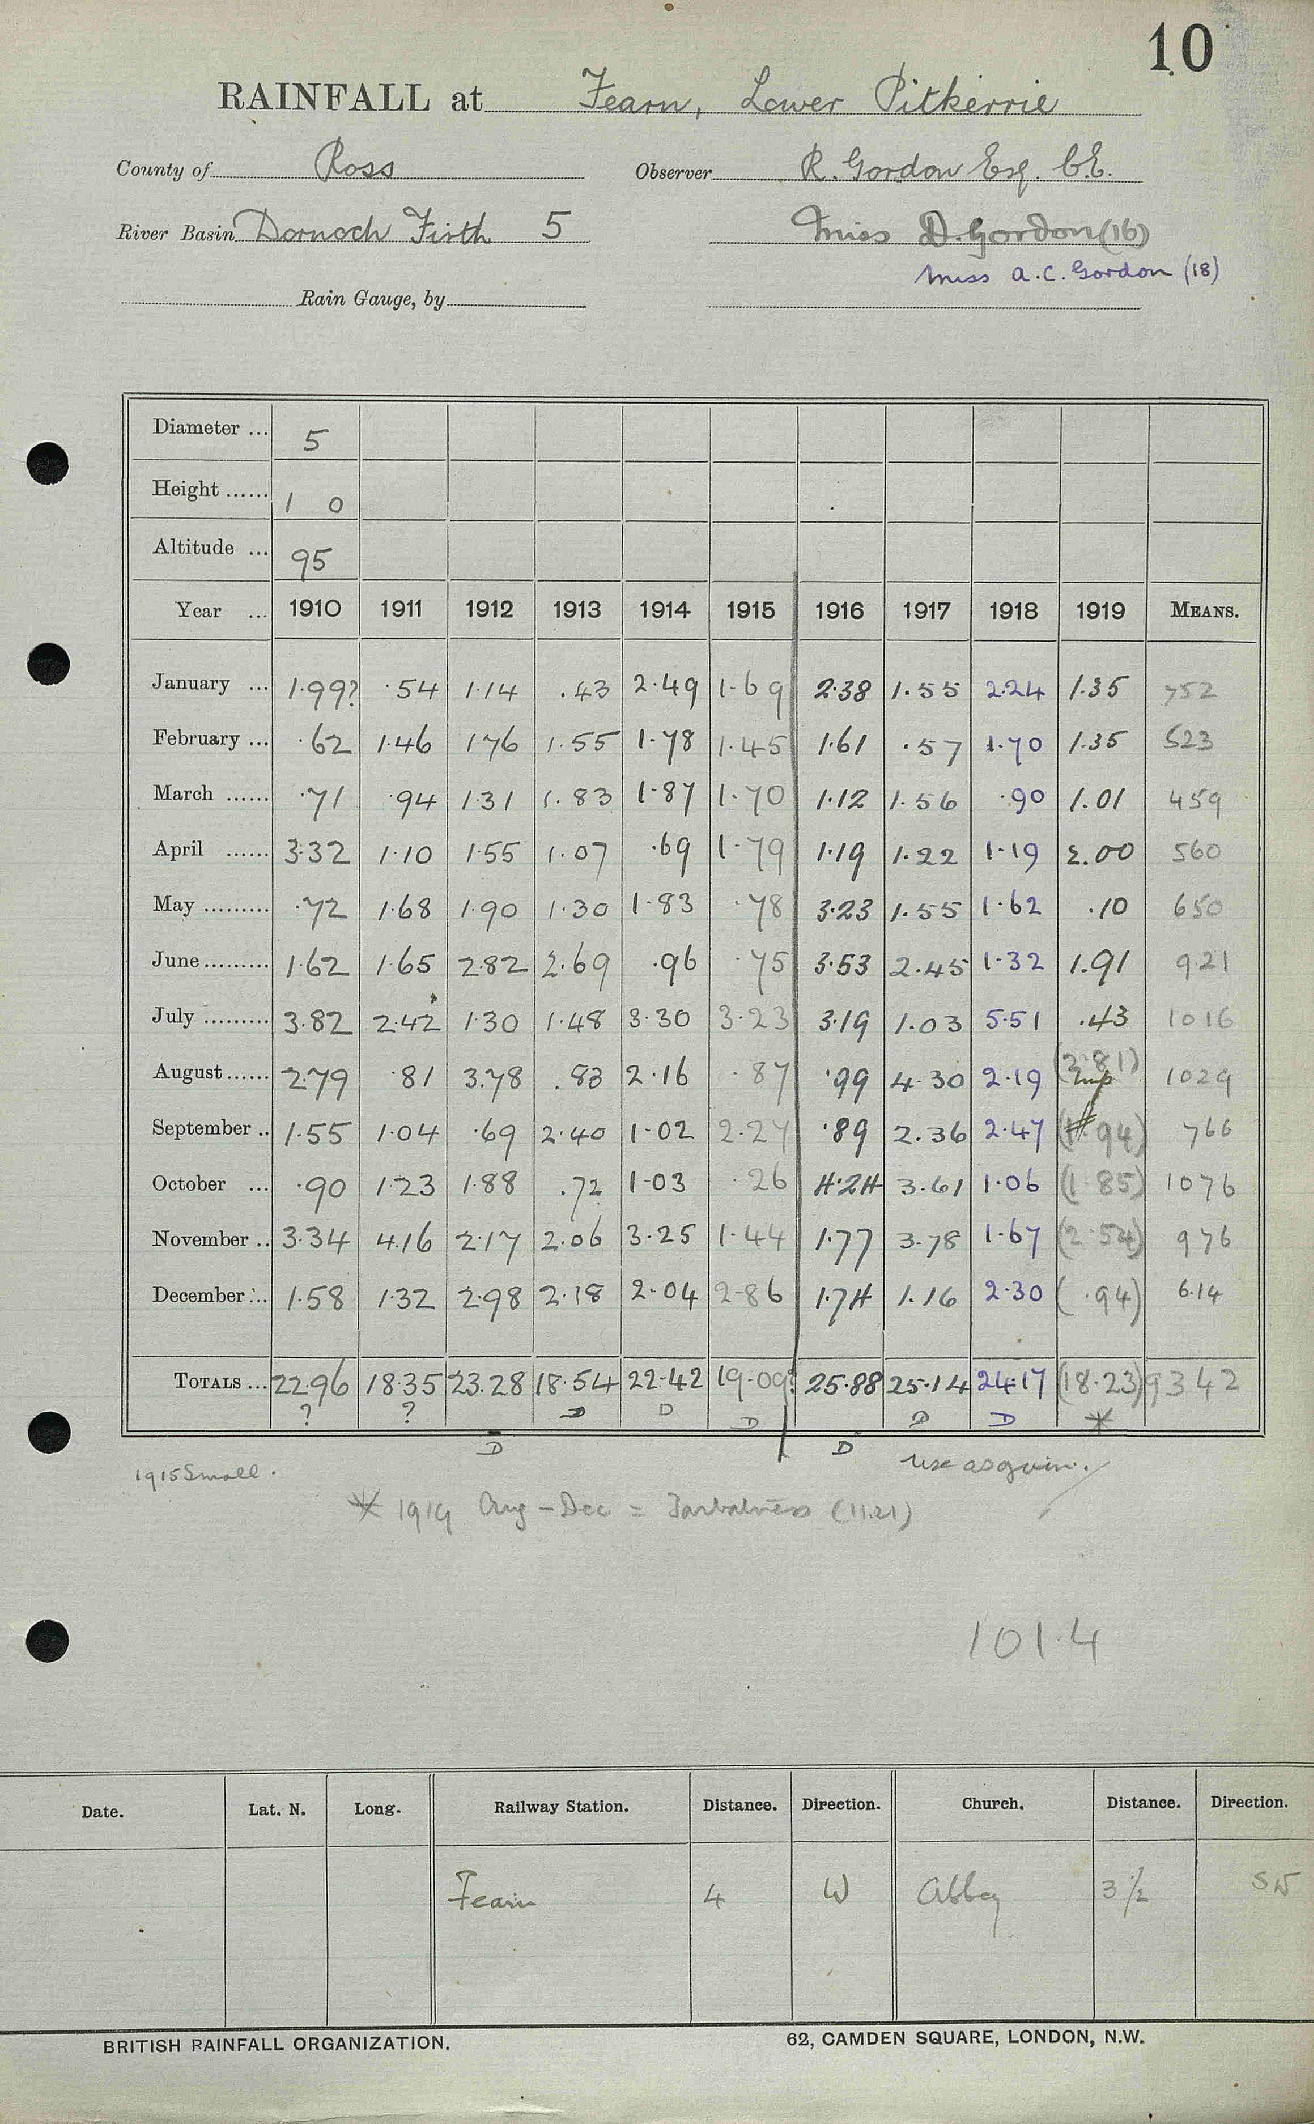 10
RAINFALL at Fearn, Lower Pitkerrie
County of Ross Observer R. Gordon Esq. C.E.
River Basin Dornoch Firth 5 Miss D. Gordon (16)
Miss A.C. Gordon (18)
Rain Gauge, by
Diameter ... 5
Height ...... 1 0
Altitude ... 95
Year ... 1910 1911 1912 1913 1914 1915 1916 1917 1918 1919 MEANS.
January ... 1.99? .54 1.14 .43 2.49 1.69 2.38 1.55 2.24 1.35 752
February ... .62 1.46 1.76 1.55 1.78 1.45 1.61 .57 1.70 1.35 523
March ...... .71 .94 1.31 1.83 1.87 1.70 1.12 1.56 .90 1.01 459
April ...... 3.32 1.10 1.55 1.07 .69 1.79 1.19 1.22 1.19 2.00 560
May ......... .72 1.68 1.90 1.30 1.83 .78 3.23 1.55 1.62 .10 650
June ......... 1.62 1.65 2.82 2.69 .96 .75 3.53 2.45 1.32 1.91 921
July ......... 3.82 2.42 1.30 1.48 3.30 3.23 3.19 1.03 5.51 .43 1016
August ...... 2.79 .81 3.78 .83 2.16 .87 .99 4.30 2.19 (2.81) 1029
September .. 1.55 1.04 .69 2.40 1.02 2.27 .89 2.36 2.47 (1.94) 766
October ... .90 1.23 1.88 .72 1.03 .26 4.24 3.61 1.06 (1.85) 1076
November .. 3.34 4.16 2.17 2.06 3.25 1.44 1.77 3.78 1.67 (2.54) 976
December ... 1.58 1.32 2.98 2.18 2.04 2.86 1.74 1.16 2.30 (.94) 614
TOTALS ... 22.96 18.35 23.28 18.54 22.42 19.09? 25.88 25.14 24.17 (18.23) 9342
? ? D D D D D D *
D
1915 Small. use again.
* 1919 Aug - Dec = Tarbatness (11.21)
101.4
Date. Lat. N. Long. Railway Station. Distance. Direction. Church. Distance. Direction.
Fearn 4 W Abbey 3 1/2 SW
BRITISH RAINFALL ORGANIZATION. 62, CAMDEN SQUARE, LONDON, N.W.